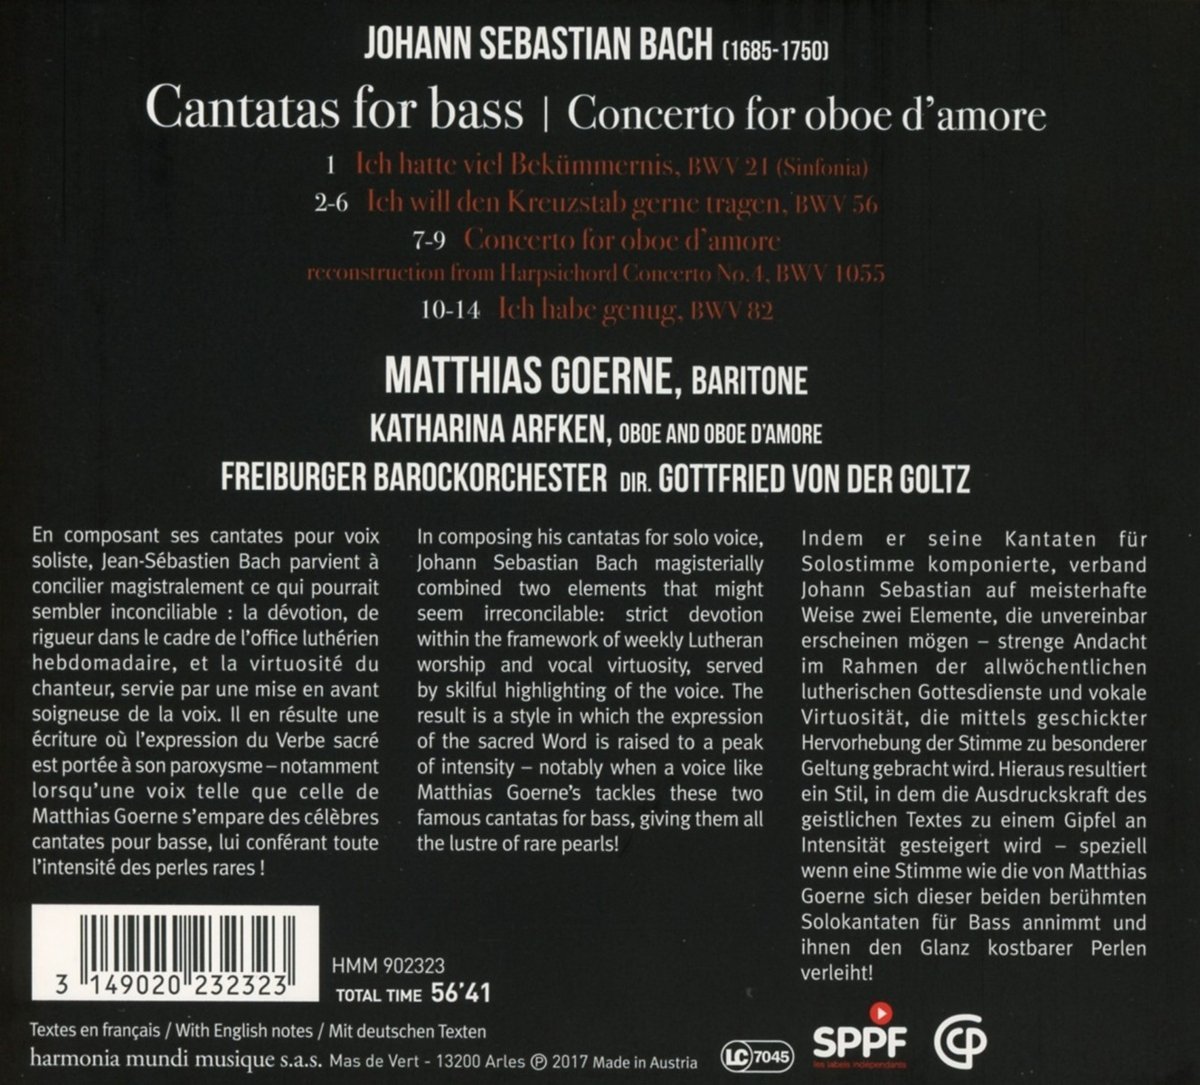 JOHANN SEBASTIAN BACH (1685-1750)
Cantatas for bass | Concerto for oboe d'amore
1 Ich hatte viel Bekümmernis, BWV 21 (Sinfonia)
2-6 Ich will den Kreuzstab gerne tragen, BWV 56
7-9 Concerto for oboe d'amore
reconstruction from Harpsichord Concerto No. 4, BWV 1055
10-14 Ich habe genug, BWV 82
MATTHIAS GOERNE, BARITONE
KATHARINA ARFKEN, OBOE AND OBOE D'AMORE
FREIBURGER BAROCKORCHESTER DIR. GOTTFRIED VON DER GOLTZ
En composant ses cantates pour voix
soliste, Jean-Sébastien Bach parvient à
concilier magistralement ce qui pourrait
sembler inconciliable : la dévotion, de
rigueur dans le cadre de l'office luthérien
hebdomadaire, et la virtuosité du
chanteur, servie par une mise en avant
soigneuse de la voix. Il en résulte une
écriture où l'expression du Verbe sacré
est portée à son paroxysme – notamment
lorsqu'une voix telle que celle de
Matthias Goerne s'empare des célèbres
cantates pour basse, lui conférant toute
l'intensité des perles rares !
In composing his cantatas for solo voice,
Johann Sebastian Bach magisterially
combined two elements that might
seem irreconcilable: strict devotion
within the framework of weekly Lutheran
worship and vocal virtuosity, served
by skilful highlighting of the voice. The
result is a style in which the expression
of the sacred Word is raised to a peak
of intensity – notably when a voice like
Matthias Goerne's tackles these two
famous cantatas for bass, giving them all
the lustre of rare pearls!
Indem er seine Kantaten für
Solostimme komponierte, verband
Johann Sebastian auf meisterhafte
Weise zwei Elemente, die unvereinbar
erscheinen mögen – strenge Andacht
im Rahmen der allwöchentlichen
lutherischen Gottesdienste und vokale
Virtuosität, die mittels geschickter
Hervorhebung der Stimme zu besonderer
Geltung gebracht wird. Hieraus resultiert
ein Stil, in dem die Ausdruckskraft des
geistlichen Textes zu einem Gipfel an
Intensität gesteigert wird – speziell
wenn eine Stimme wie die von Matthias
Goerne sich dieser beiden berühmten
Solokantaten für Bass annimmt und
ihnen den Glanz kostbarer Perlen
verleiht!
3 149020 232323
HMM 902323
TOTAL TIME 56'41
Textes en français / With English notes / Mit deutschen Texten
harmonia mundi musique s.a.s. Mas de Vert - 13200 Arles ℗ 2017 Made in Austria
LC 7045
SPPF
les labels indépendants